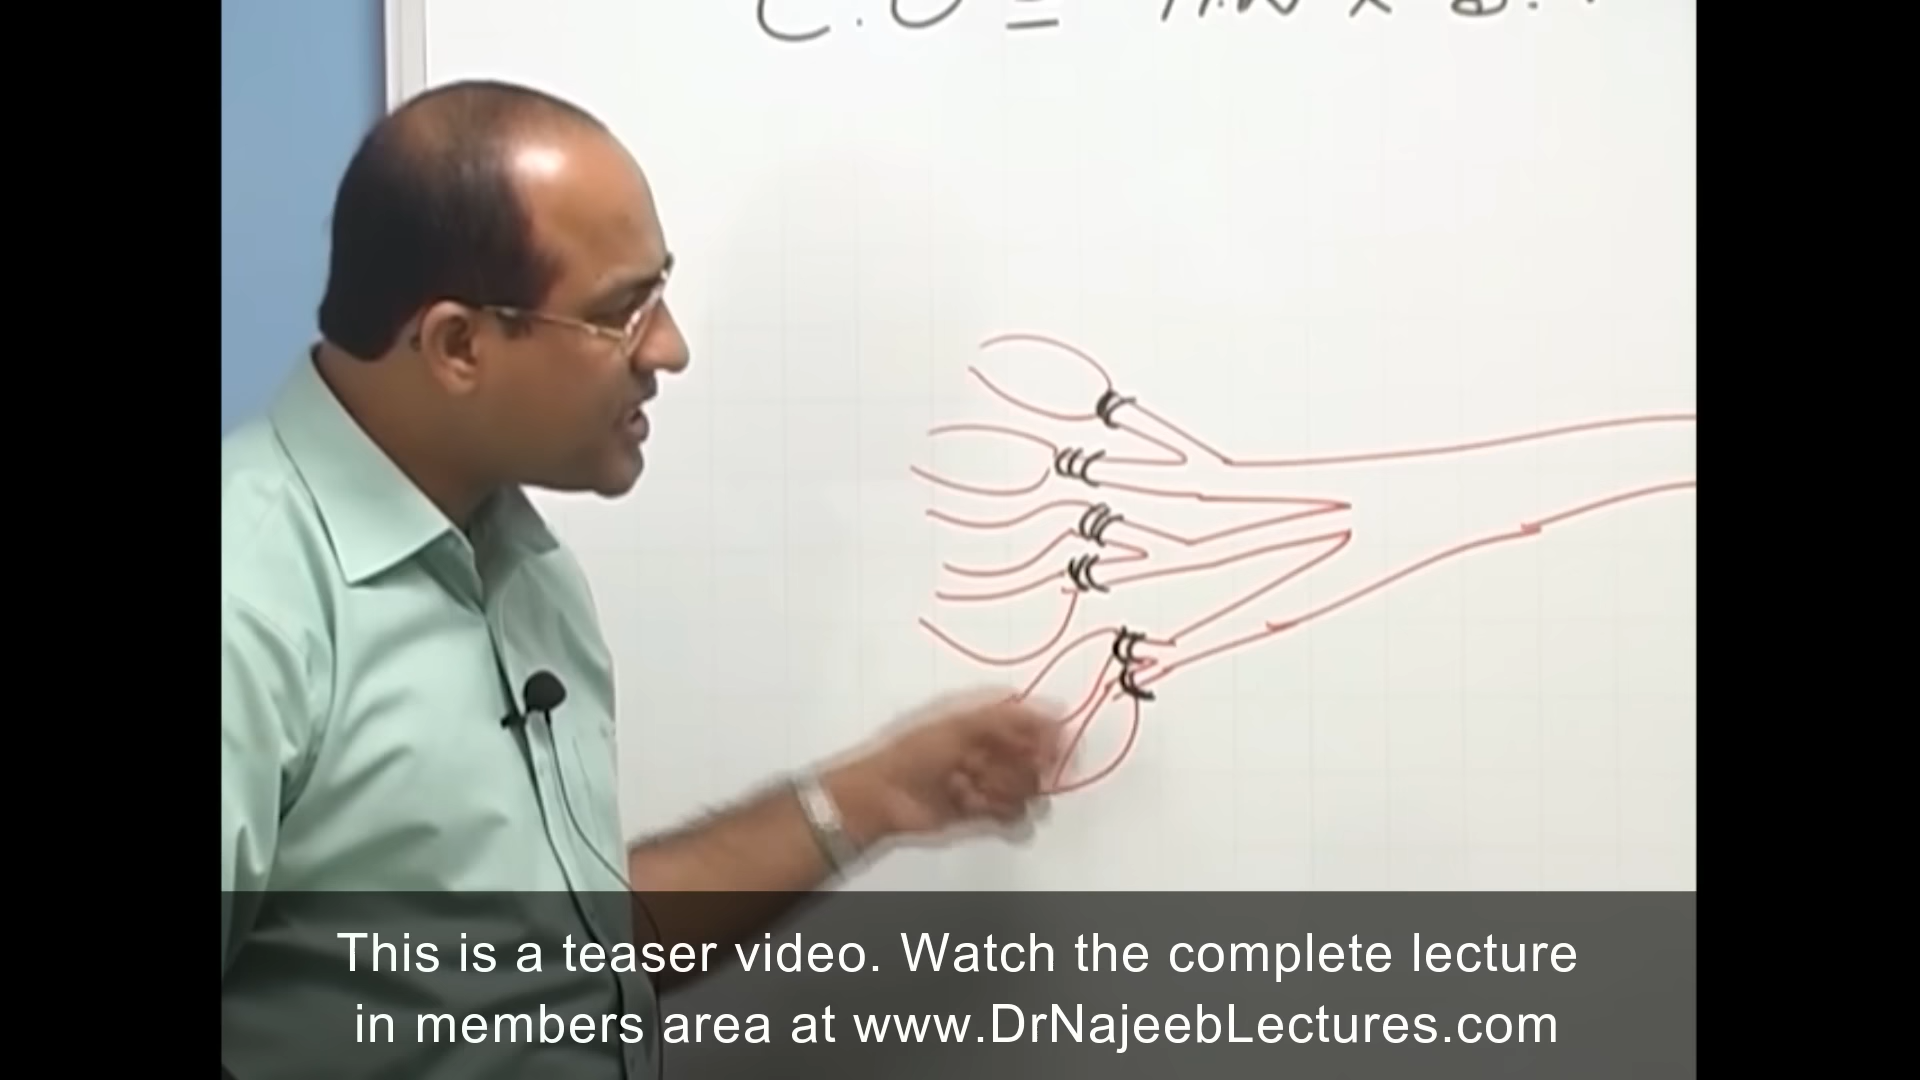 C.O =
This is a teaser video. Watch the complete lecture
in members area at www.DrNajeebLectures.com